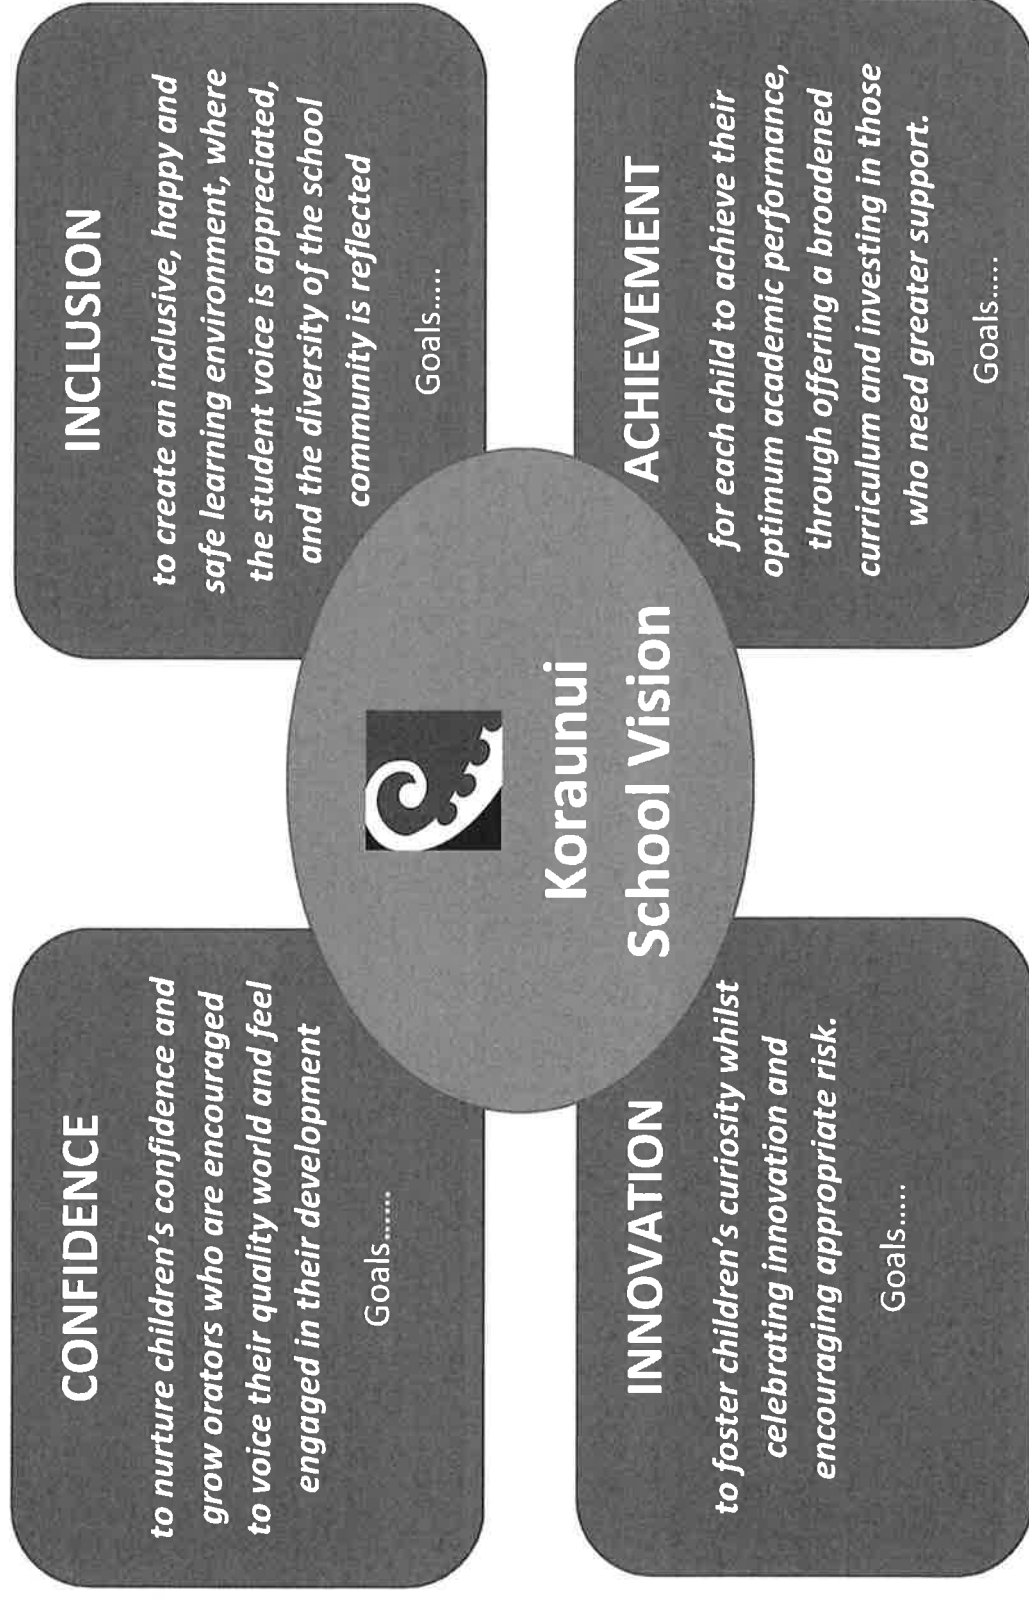 CONFIDENCE
to nurture children's confidence and
grow orators who are encouraged
to voice their quality world and feel
engaged in their development
Goals......
INCLUSION
to create an inclusive, happy and
safe learning environment, where
the student voice is appreciated,
and the diversity of the school
community is reflected
Goals.....
Koraunui
School Vision
INNOVATION
to foster children's curiosity whilst
celebrating innovation and
encouraging appropriate risk.
Goals.....
ACHIEVEMENT
for each child to achieve their
optimum academic performance,
through offering a broadened
curriculum and investing in those
who need greater support.
Goals.....